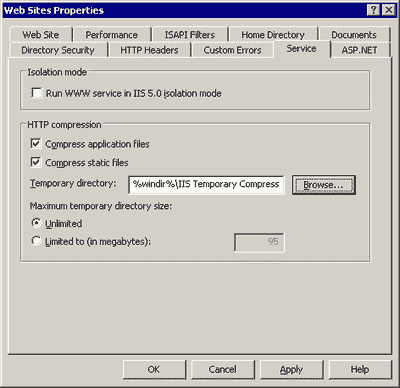 Web Sites Properties
Web Site Performance ISAPI Filters Home Directory Documents
Directory Security HTTP Headers Custom Errors Service ASP.NET
Isolation mode
Run WWW service in IIS 5.0 isolation mode
HTTP compression
Compress application files
Compress static files
Temporary directory: %windir%\IIS Temporary Compress Browse...
Maximum temporary directory size:
Unlimited
Limited to (in megabytes): 95
OK Cancel Apply Help